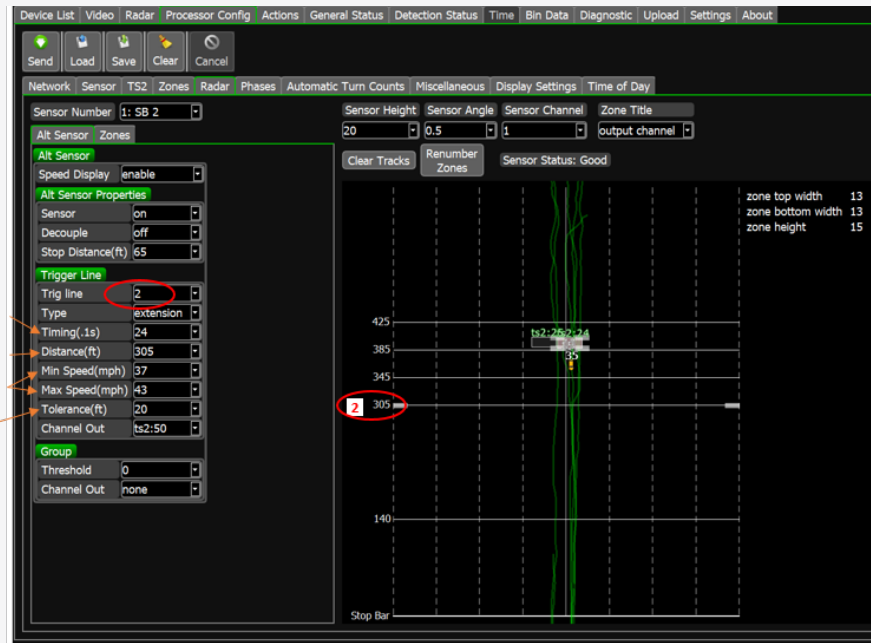 Device List Video Radar Processor Config Actions General Status Detection Status Time Bin Data Diagnostic Upload Settings About
Send Load Save Clear Cancel
Network Sensor TS2 Zones Radar Phases Automatic Turn Counts Miscellaneous Display Settings Time of Day
Sensor Number 1: SB 2
Alt Sensor Zones
Alt Sensor
Speed Display enable
Alt Sensor Properties
Sensor on
Decouple off
Stop Distance(ft) 65
Trigger Line
Trig line 2
Type extension
Timing(.1s) 24
Distance(ft) 305
Min Speed(mph) 37
Max Speed(mph) 43
Tolerance(ft) 20
Channel Out ts2:50
Group
Threshold 0
Channel Out none
Sensor Height Sensor Angle Sensor Channel Zone Title
20 0.5 1 output channel
Clear Tracks Renumber Zones Sensor Status: Good
zone top width 13
zone bottom width 13
zone height 15
425
385
35
345
2 305
140
Stop Bar